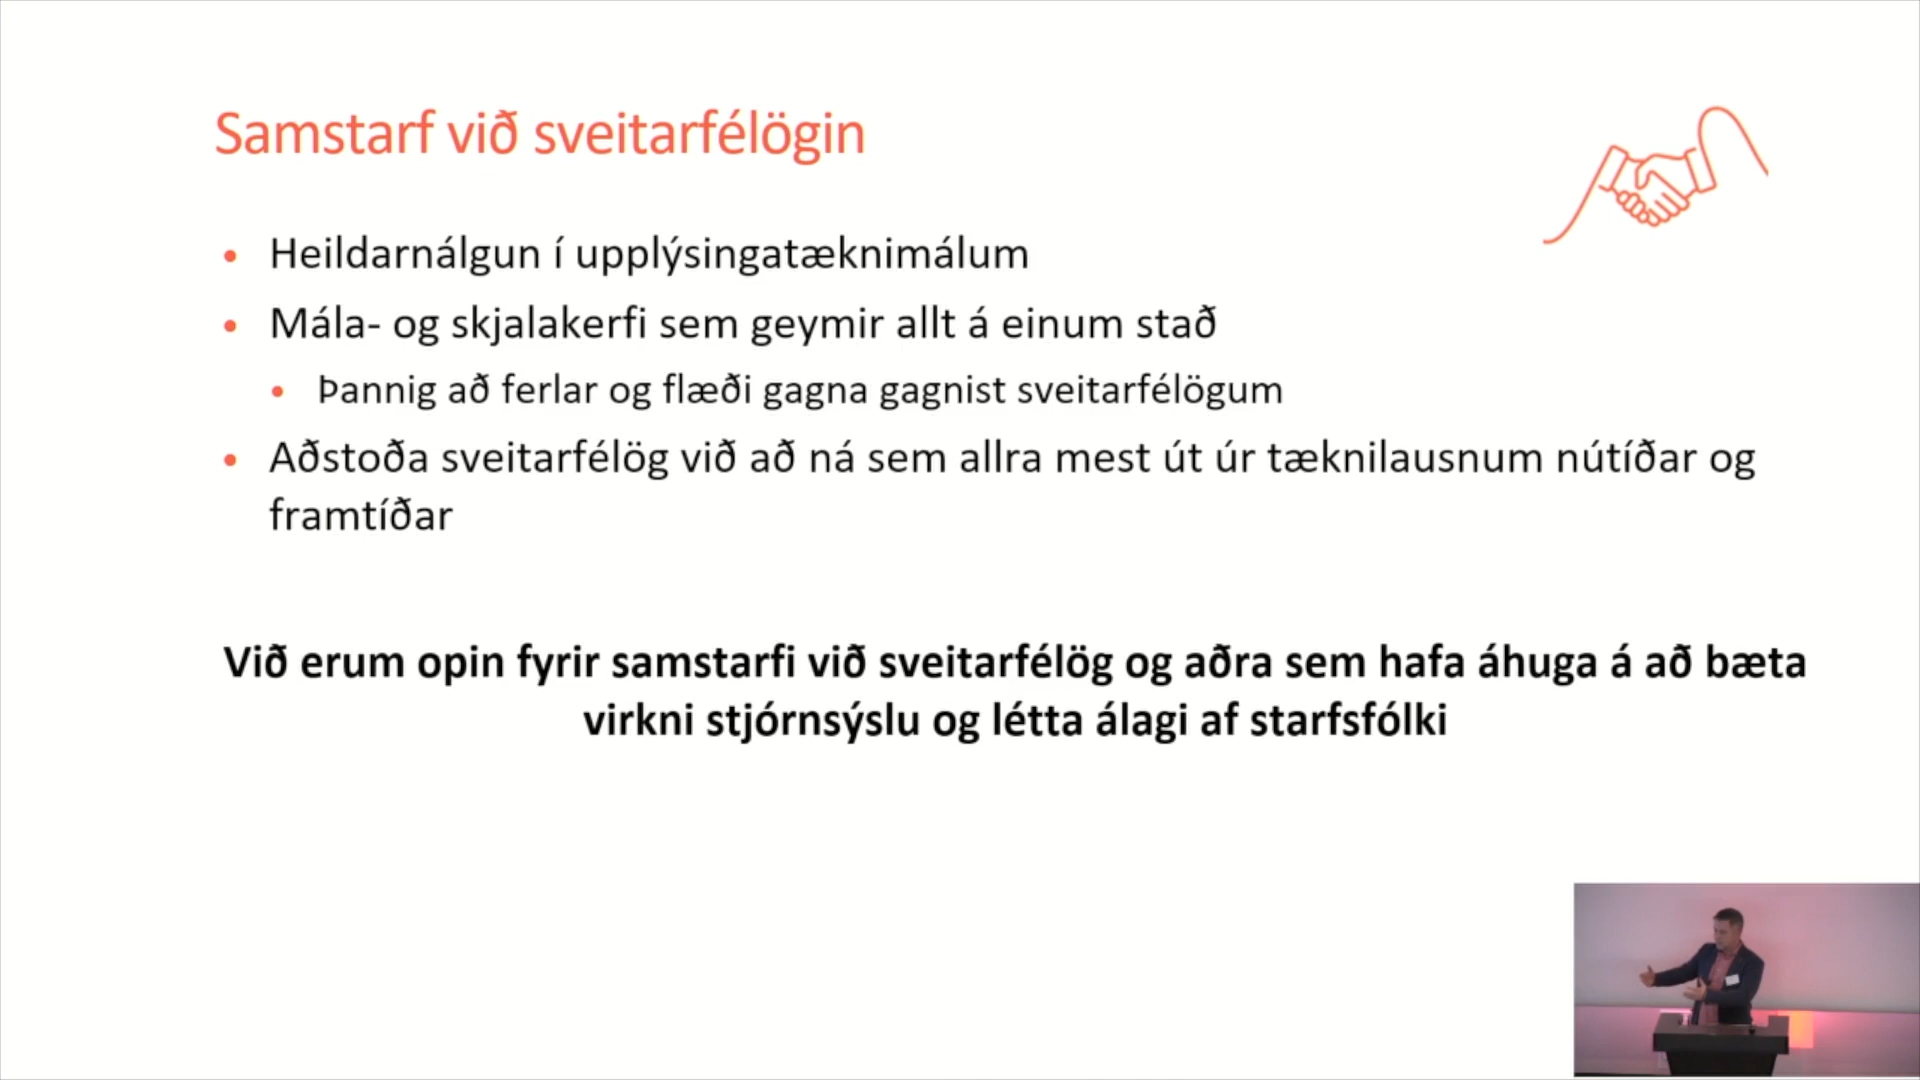 Samstarf við sveitarfélögin
• Heildarnálgun í upplýsingatæknimálum
• Mála- og skjalakerfi sem geymir allt á einum stað
• Þannig að ferlar og flæði gagna gagnist sveitarfélögum
• Aðstoða sveitarfélög við að ná sem allra mest út úr tæknilausnum nútíðar og
framtíðar
Við erum opin fyrir samstarfi við sveitarfélög og aðra sem hafa áhuga á að bæta
virkni stjórnsýslu og létta álagi af starfsfólki